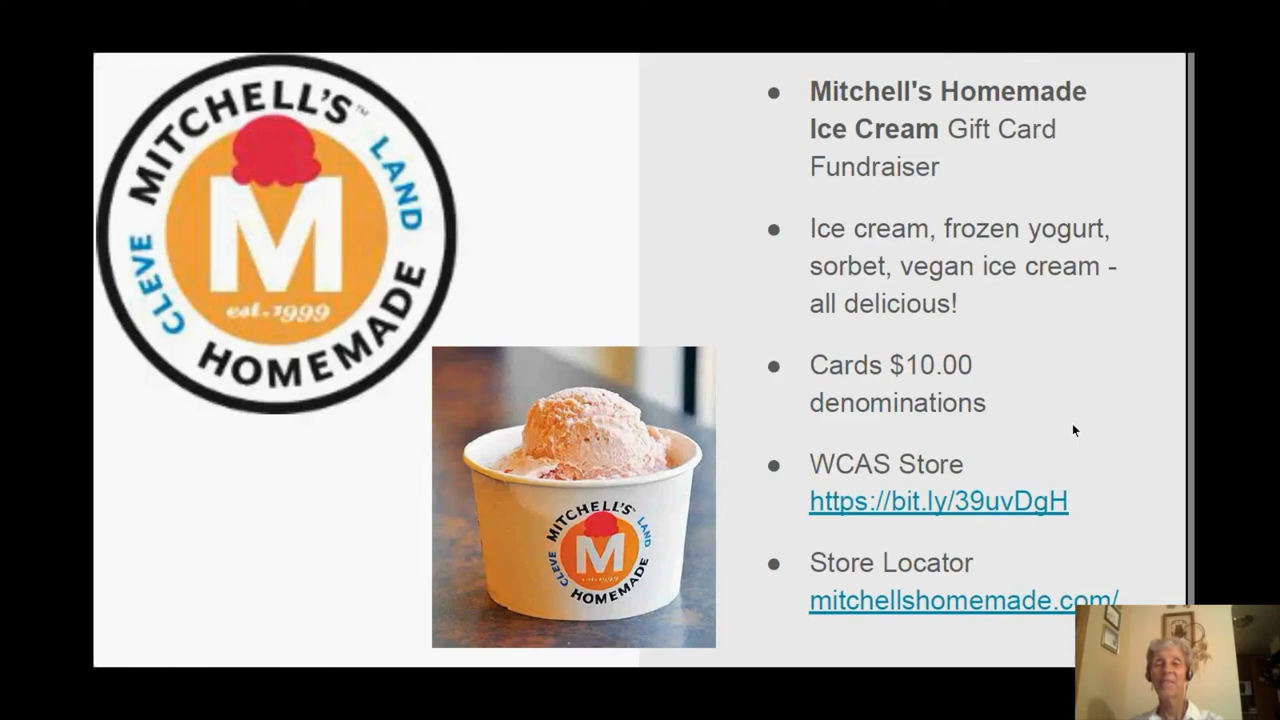 MITCHELL'S™
CLEVELAND
M
est. 1999
HOMEMADE
Mitchell's Homemade
Ice Cream Gift Card
Fundraiser
Ice cream, frozen yogurt,
sorbet, vegan ice cream -
all delicious!
Cards $10.00
denominations
WCAS Store
https://bit.ly/39uvDgH
Store Locator
mitchellshomemade.com/
MITCHELL'S
CLEVELAND
M
HOMEMADE